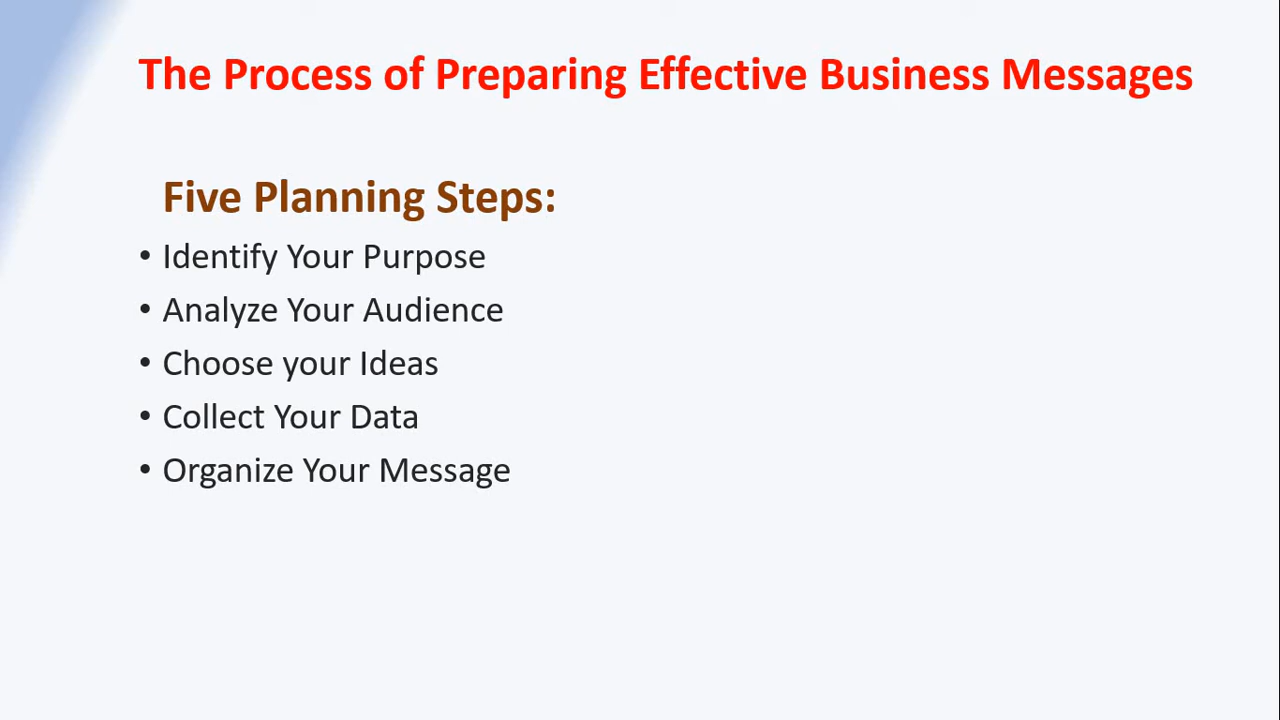 The Process of Preparing Effective Business Messages
Five Planning Steps:
• Identify Your Purpose
• Analyze Your Audience
• Choose your Ideas
• Collect Your Data
• Organize Your Message